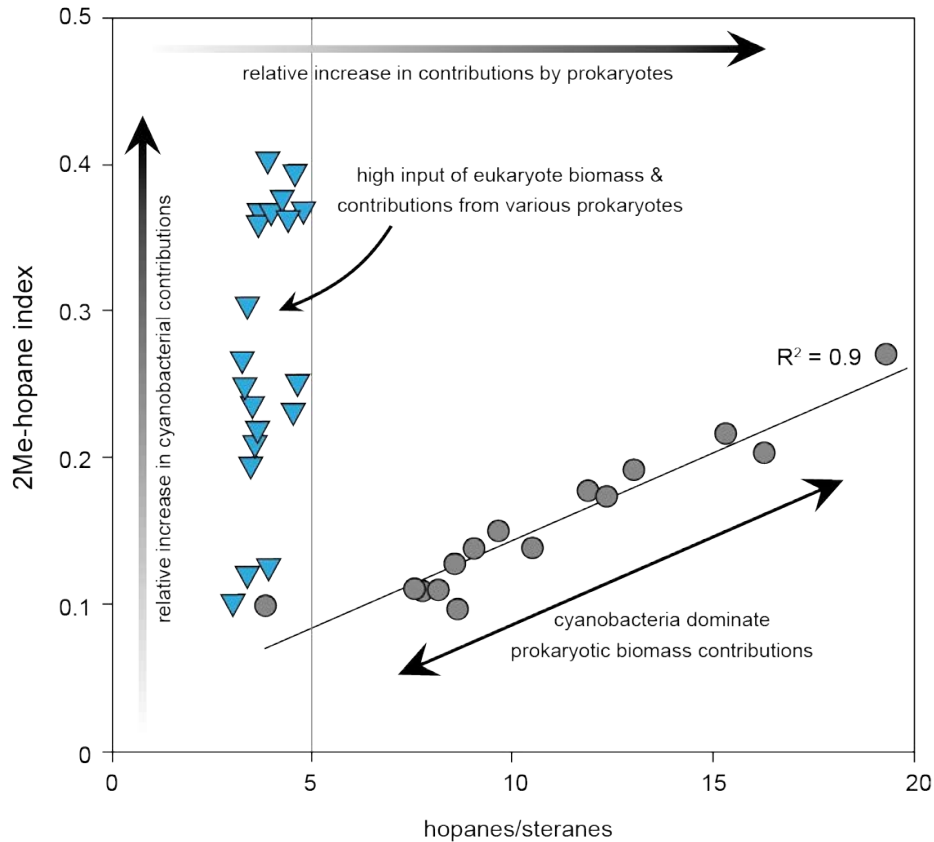 0.5
relative increase in contributions by prokaryotes
0.4
high input of eukaryote biomass &
contributions from various prokaryotes
relative increase in cyanobacterial contributions
2Me-hopane index
0.3
R² = 0.9
0.2
0.1
cyanobacteria dominate
prokaryotic biomass contributions
0
0 5 10 15 20
hopanes/steranes